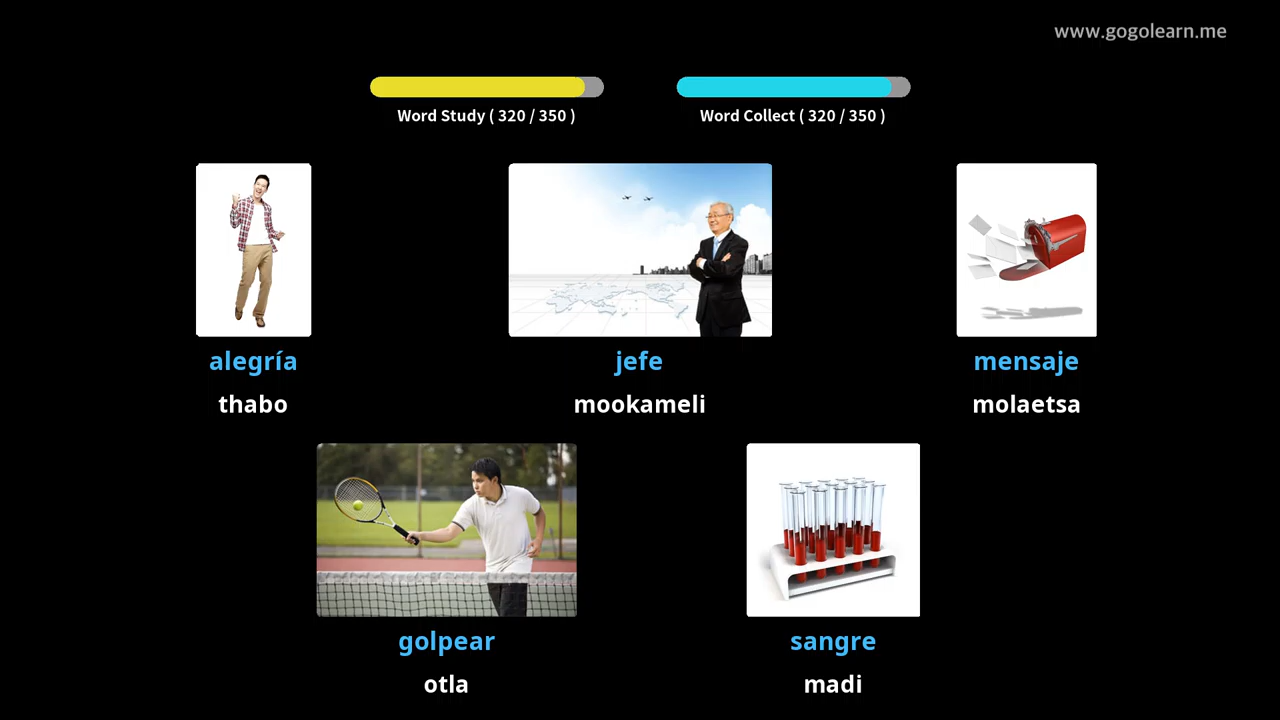 www.gogolearn.me
Word Study ( 320 / 350 )
Word Collect ( 320 / 350 )
alegría
thabo
jefe
mookameli
mensaje
molaetsa
golpear
otla
sangre
madi